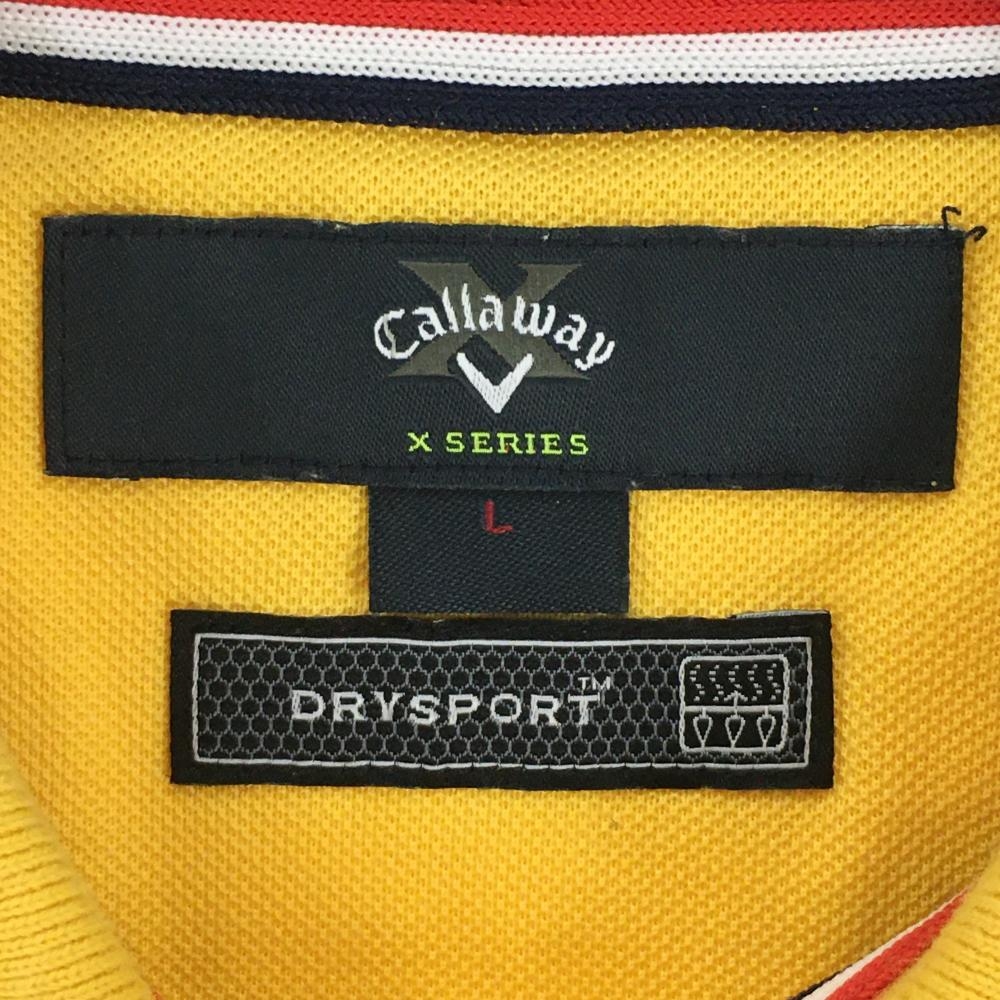 X
Callaway
X SERIES
L
DRYSPORT™